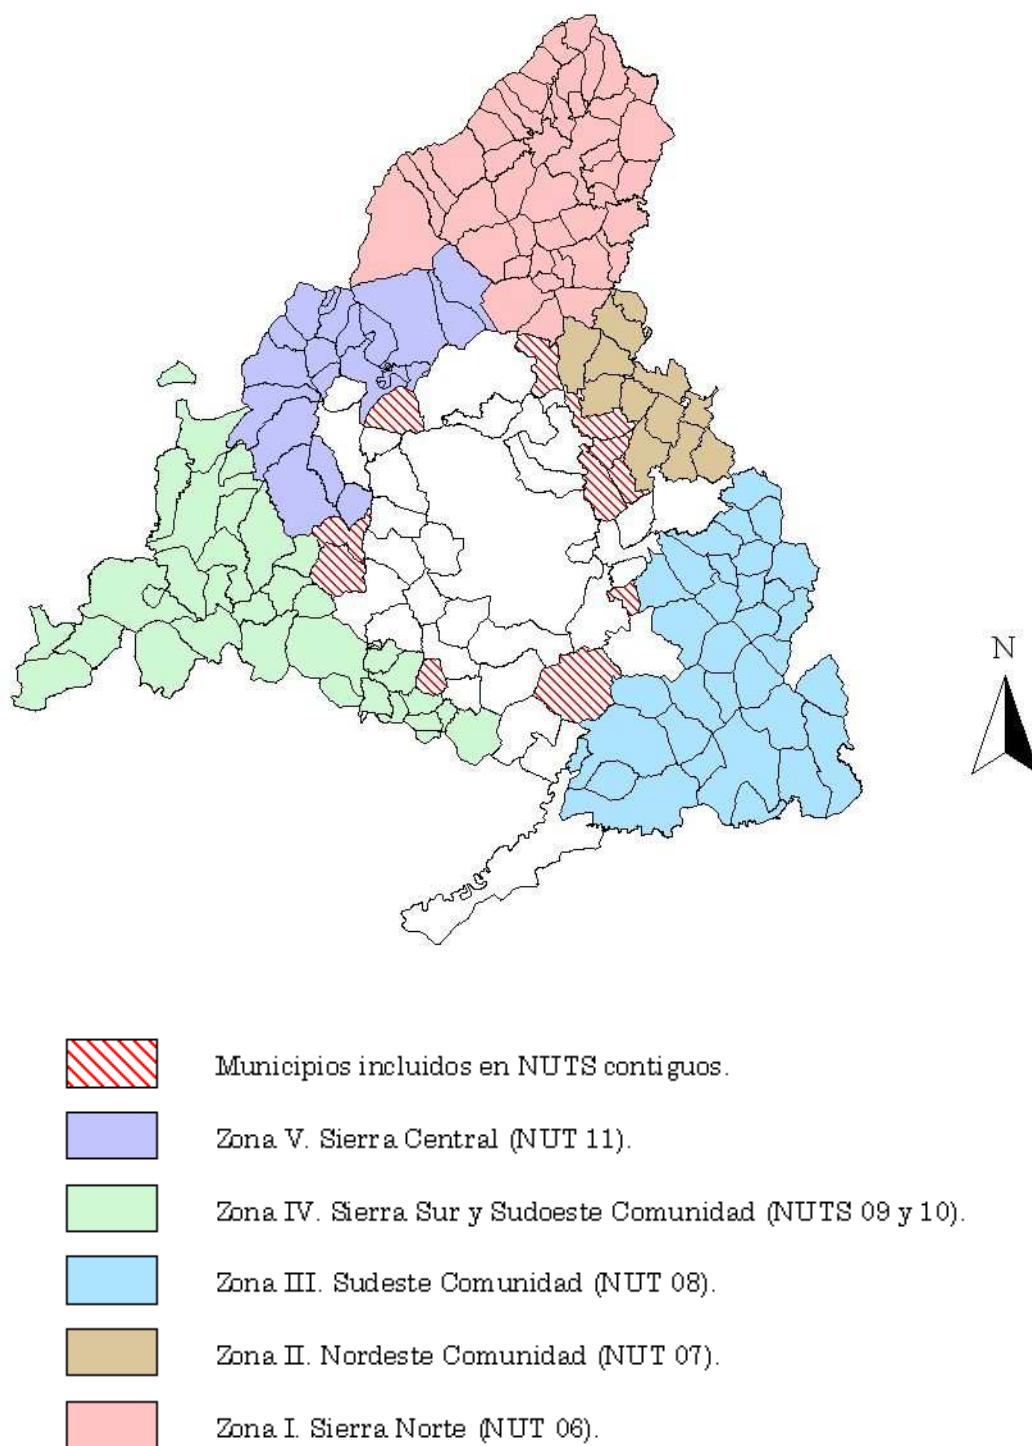 N
Municipios incluidos en NUTS contiguos.
Zona V. Sierra Central (NUT 11).
Zona IV. Sierra Sur y Sudoeste Comunidad (NUTS 09 y 10).
Zona III. Sudeste Comunidad (NUT 08).
Zona II. Nordeste Comunidad (NUT 07).
Zona I. Sierra Norte (NUT 06).